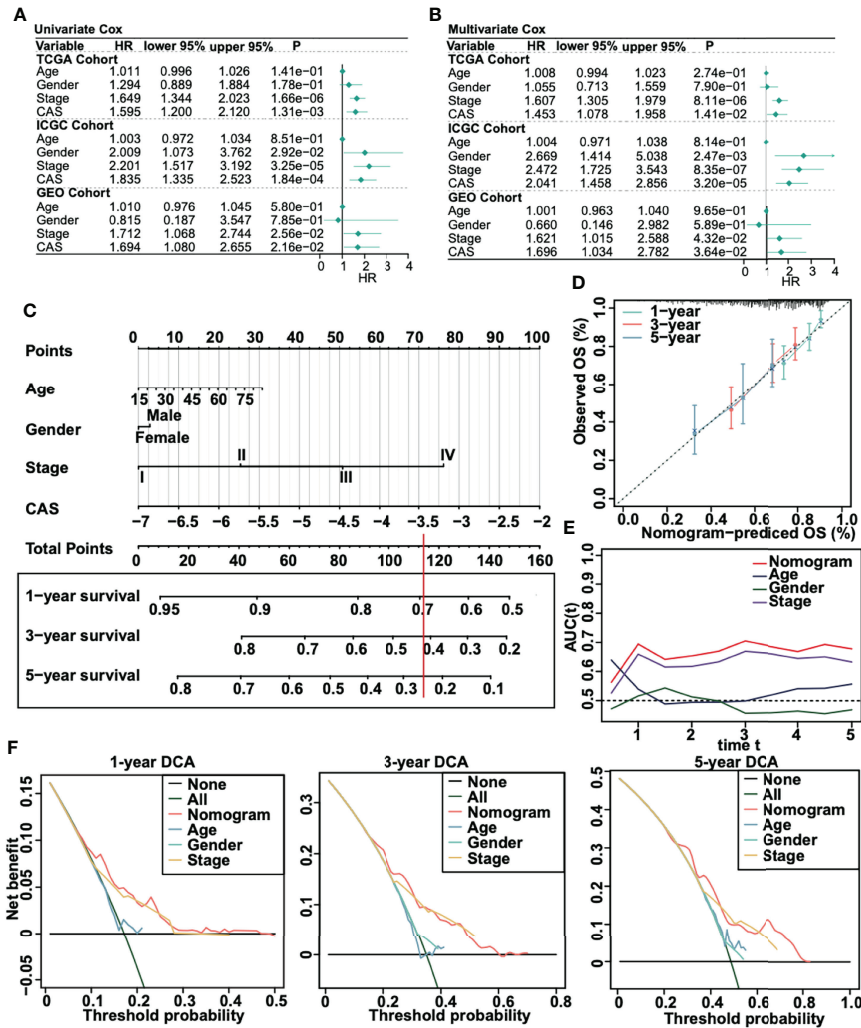 A
Univariate Cox
Variable HR lower 95% upper 95% P
TCGA Cohort
Age 1.011 0.996 1.026 1.41e−01
Gender 1.294 0.889 1.884 1.78e−01
Stage 1.649 1.344 2.023 1.66e−06
CAS 1.595 1.200 2.120 1.31e−03
ICGC Cohort
Age 1.003 0.972 1.034 8.51e−01
Gender 2.009 1.073 3.762 2.92e−02
Stage 2.201 1.517 3.192 3.25e−05
CAS 1.835 1.335 2.523 1.84e−04
GEO Cohort
Age 1.010 0.976 1.045 5.80e−01
Gender 0.815 0.187 3.547 7.85e−01
Stage 1.712 1.068 2.744 2.56e−02
CAS 1.694 1.080 2.655 2.16e−02
0 1 2 3 4
HR
B
Multivariate Cox
Variable HR lower 95% upper 95% P
TCGA Cohort
Age 1.008 0.994 1.023 2.74e−01
Gender 1.055 0.713 1.559 7.90e−01
Stage 1.607 1.305 1.979 8.11e−06
CAS 1.453 1.078 1.958 1.41e−02
ICGC Cohort
Age 1.004 0.971 1.038 8.14e−01
Gender 2.669 1.414 5.038 2.47e−03
Stage 2.472 1.725 3.543 8.35e−07
CAS 2.041 1.458 2.856 3.20e−05
GEO Cohort
Age 1.001 0.963 1.040 9.65e−01
Gender 0.660 0.146 2.982 5.89e−01
Stage 1.621 1.015 2.588 4.32e−02
CAS 1.696 1.034 2.782 3.64e−02
0 1 2 3 4
HR
C
0 10 20 30 40 50 60 70 80 90 100
Points
Age
15 30 45 60 75
Male
Gender
Female
II IV
Stage
I III
CAS
−7 −6.5 −6 −5.5 −5 −4.5 −4 −3.5 −3 −2.5 −2
Total Points
0 20 40 60 80 100 120 140 160
1−year survival
0.95 0.9 0.8 0.7 0.6 0.5
3−year survival
0.8 0.7 0.6 0.5 0.4 0.3 0.2
5−year survival
0.8 0.7 0.6 0.5 0.4 0.3 0.2 0.1
D
1−year
3−year
5−year
Observed OS (%)
1.0
0.8
0.6
0.4
0.2
0.0
0.0 0.2 0.4 0.6 0.8 1.0
Nomogram−prediced OS (%)
E
Nomogram
Age
Gender
Stage
AUC(t)
1.0
0.9
0.8
0.7
0.6
0.5
1 2 3 4 5
time t
F
1−year DCA
None
All
Nomogram
Age
Gender
Stage
Net benefit
0.15
0.10
0.05
0
−0.05
0 0.1 0.2 0.3 0.4 0.5
Threshold probability
3−year DCA
None
All
Nomogram
Age
Gender
Stage
0.3
0.2
0.1
0
0 0.2 0.4 0.6 0.8
Threshold probability
5−year DCA
None
All
Nomogram
Age
Gender
Stage
0.5
0.4
0.3
0.2
0.1
0
0 0.2 0.4 0.6 0.8 1.0
Threshold probability